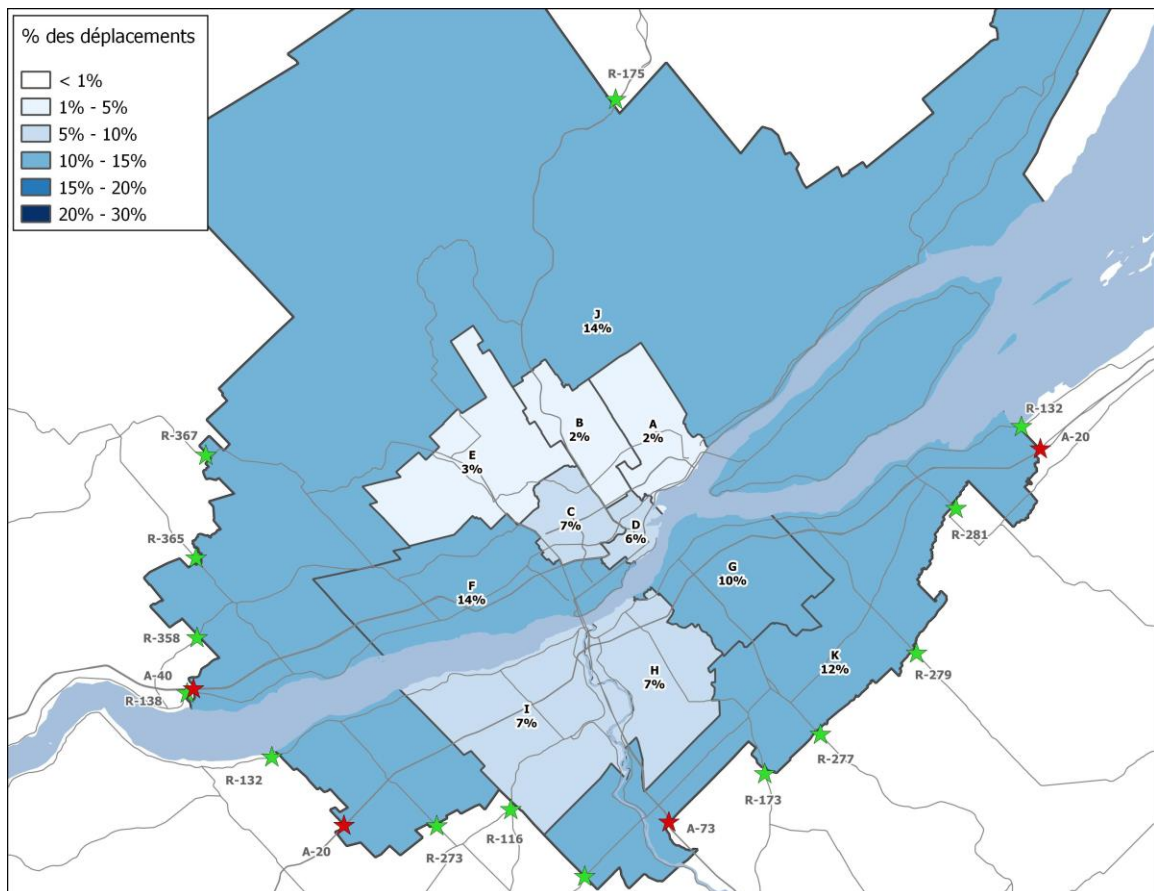 % des déplacements
< 1%
1% - 5%
5% - 10%
10% - 15%
15% - 20%
20% - 30%
R-175
J
14%
R-132
A-20
B
2%
A
2%
R-367
E
3%
C
7%
D
6%
R-281
R-365
G
10%
F
14%
R-358
K
12%
R-279
A-40
R-138
H
7%
I
7%
R-277
R-132
R-173
A-73
A-20
R-273
R-116